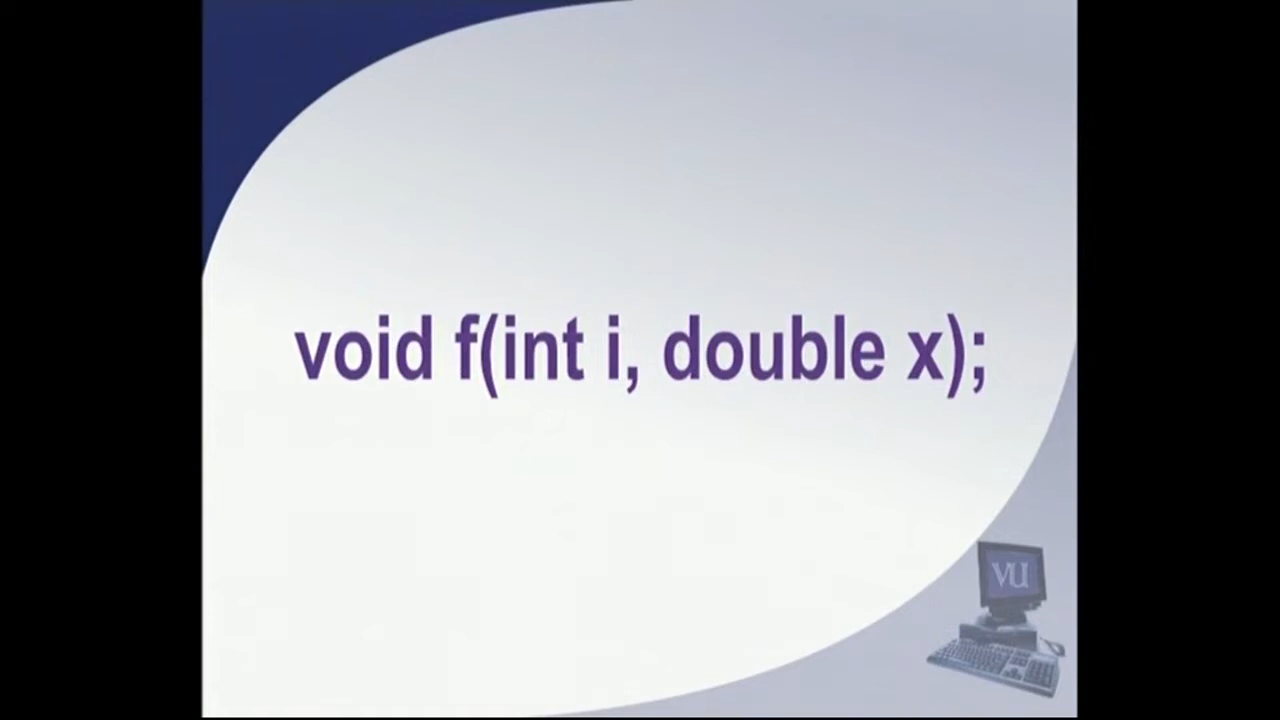 void f(int i, double x);
VU